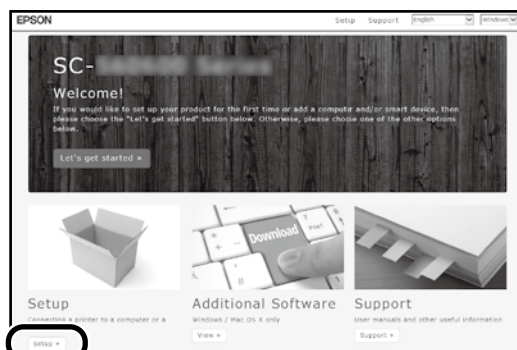 EPSON
Setup Support English Windows
SC-
Welcome!
If you would like to set up your product for the first time or add a computer and/or smart device, then
please choose the "Let's get started" button below. Otherwise, please choose one of the other options
below.
Let's get started »
Download
Setup
Connecting a printer to a computer or a
Setup »
Additional Software
Windows / Mac OS X only
View »
Support
User manuals and other useful information
Support »